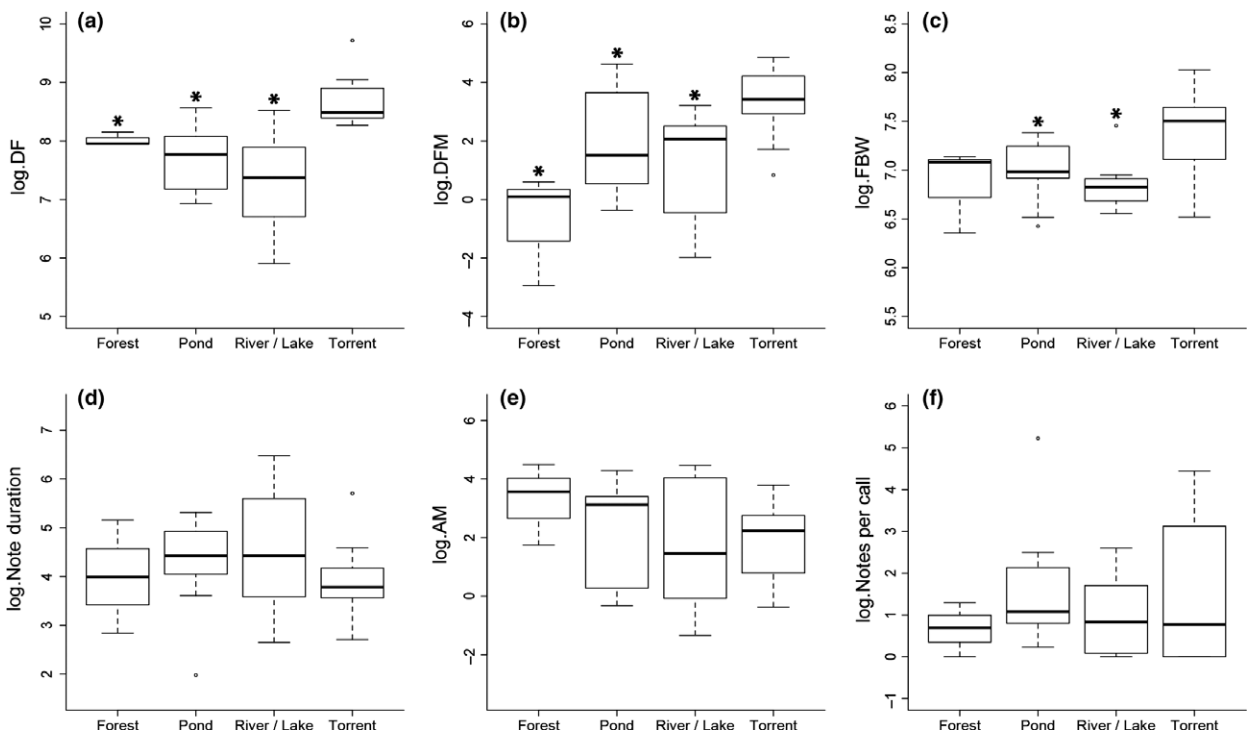 (a)
log.DF
10
9
8
7
6
5
* * *
Forest Pond River / Lake Torrent
(b)
log.DFM
6
4
2
0
−2
−4
* * *
Forest Pond River / Lake Torrent
(c)
log.FBW
8.5
8.0
7.5
7.0
6.5
6.0
5.5
* *
Forest Pond River / Lake Torrent
(d)
log.Note duration
7
6
5
4
3
2
Forest Pond River / Lake Torrent
(e)
log.AM
6
4
2
0
−2
Forest Pond River / Lake Torrent
(f)
log.Notes per call
6
5
4
3
2
1
0
−1
Forest Pond River / Lake Torrent